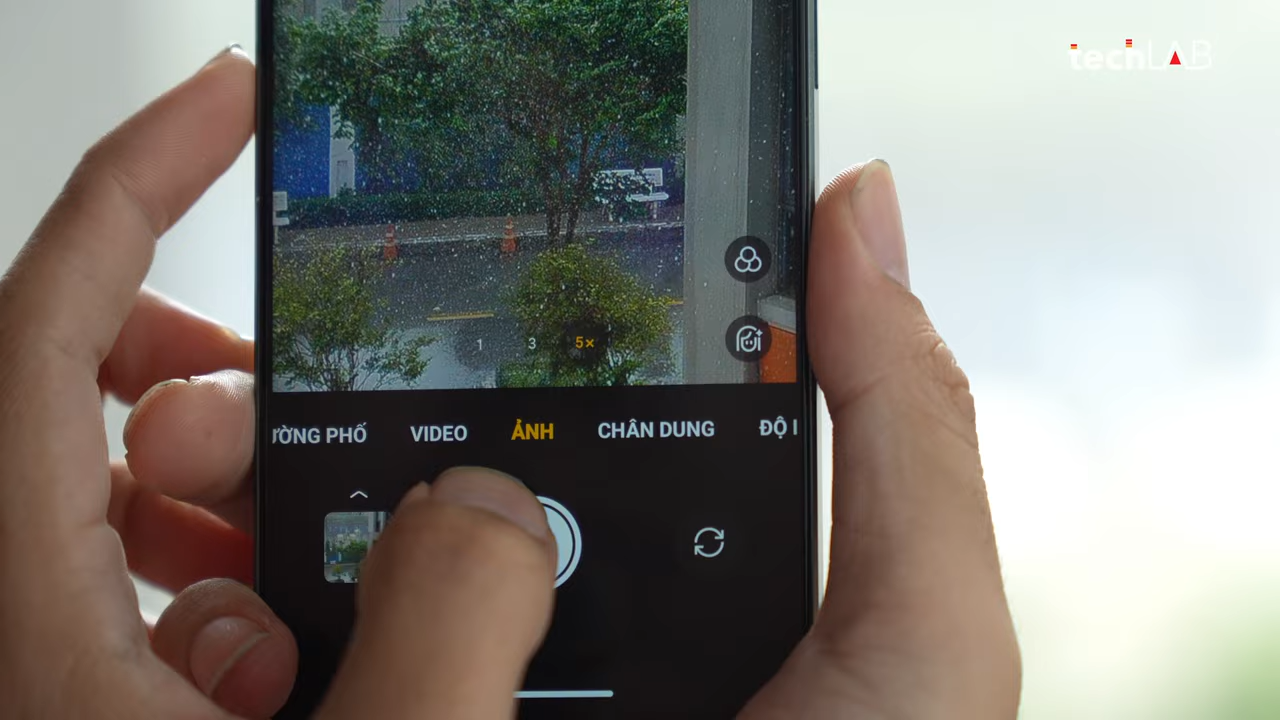 techLAB
1 3 5×
ƯỜNG PHỐ VIDEO ẢNH CHÂN DUNG ĐỘ